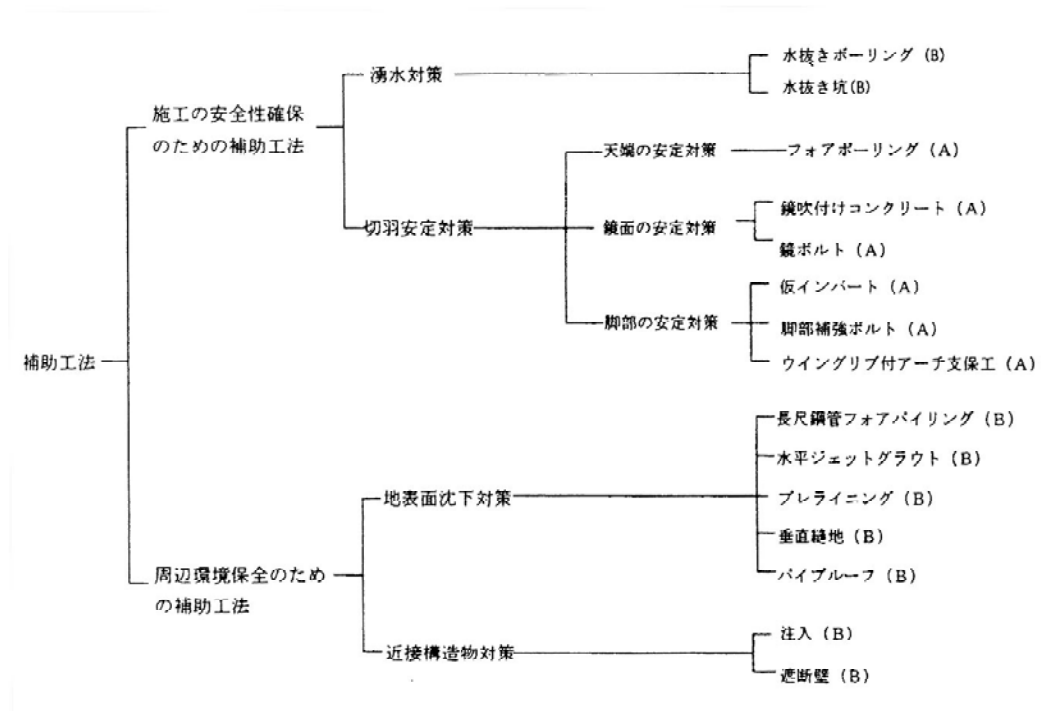 補助工法
施工の安全性確保
のための補助工法
湧水対策
水抜きボーリング (B)
水抜き坑(B)
切羽安定対策
天端の安定対策
フォアポーリング (A)
鏡面の安定対策
鏡吹付けコンクリート (A)
鏡ボルト (A)
脚部の安定対策
仮インバート (A)
脚部補強ボルト (A)
ウイングリブ付アーチ支保工 (A)
周辺環境保全のため
の補助工法
地表面沈下対策
長尺鋼管フォアパイリング (B)
水平ジェットグラウト (B)
プレライニング (B)
垂直縫地 (B)
パイプルーフ (B)
近接構造物対策
注入 (B)
遮断壁 (B)